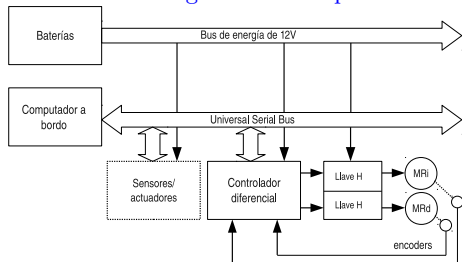 Baterías
Bus de energía de 12V
Computador a
bordo
Universal Serial Bus
Sensores/
actuadores
Controlador
diferencial
Llave H
Llave H
MRi
MRd
encoders